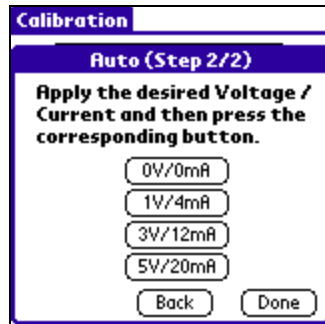 Calibration
Auto (Step 2/2)
Apply the desired Voltage /
Current and then press the
corresponding button.
0V/0mA
1V/4mA
3V/12mA
5V/20mA
Back Done